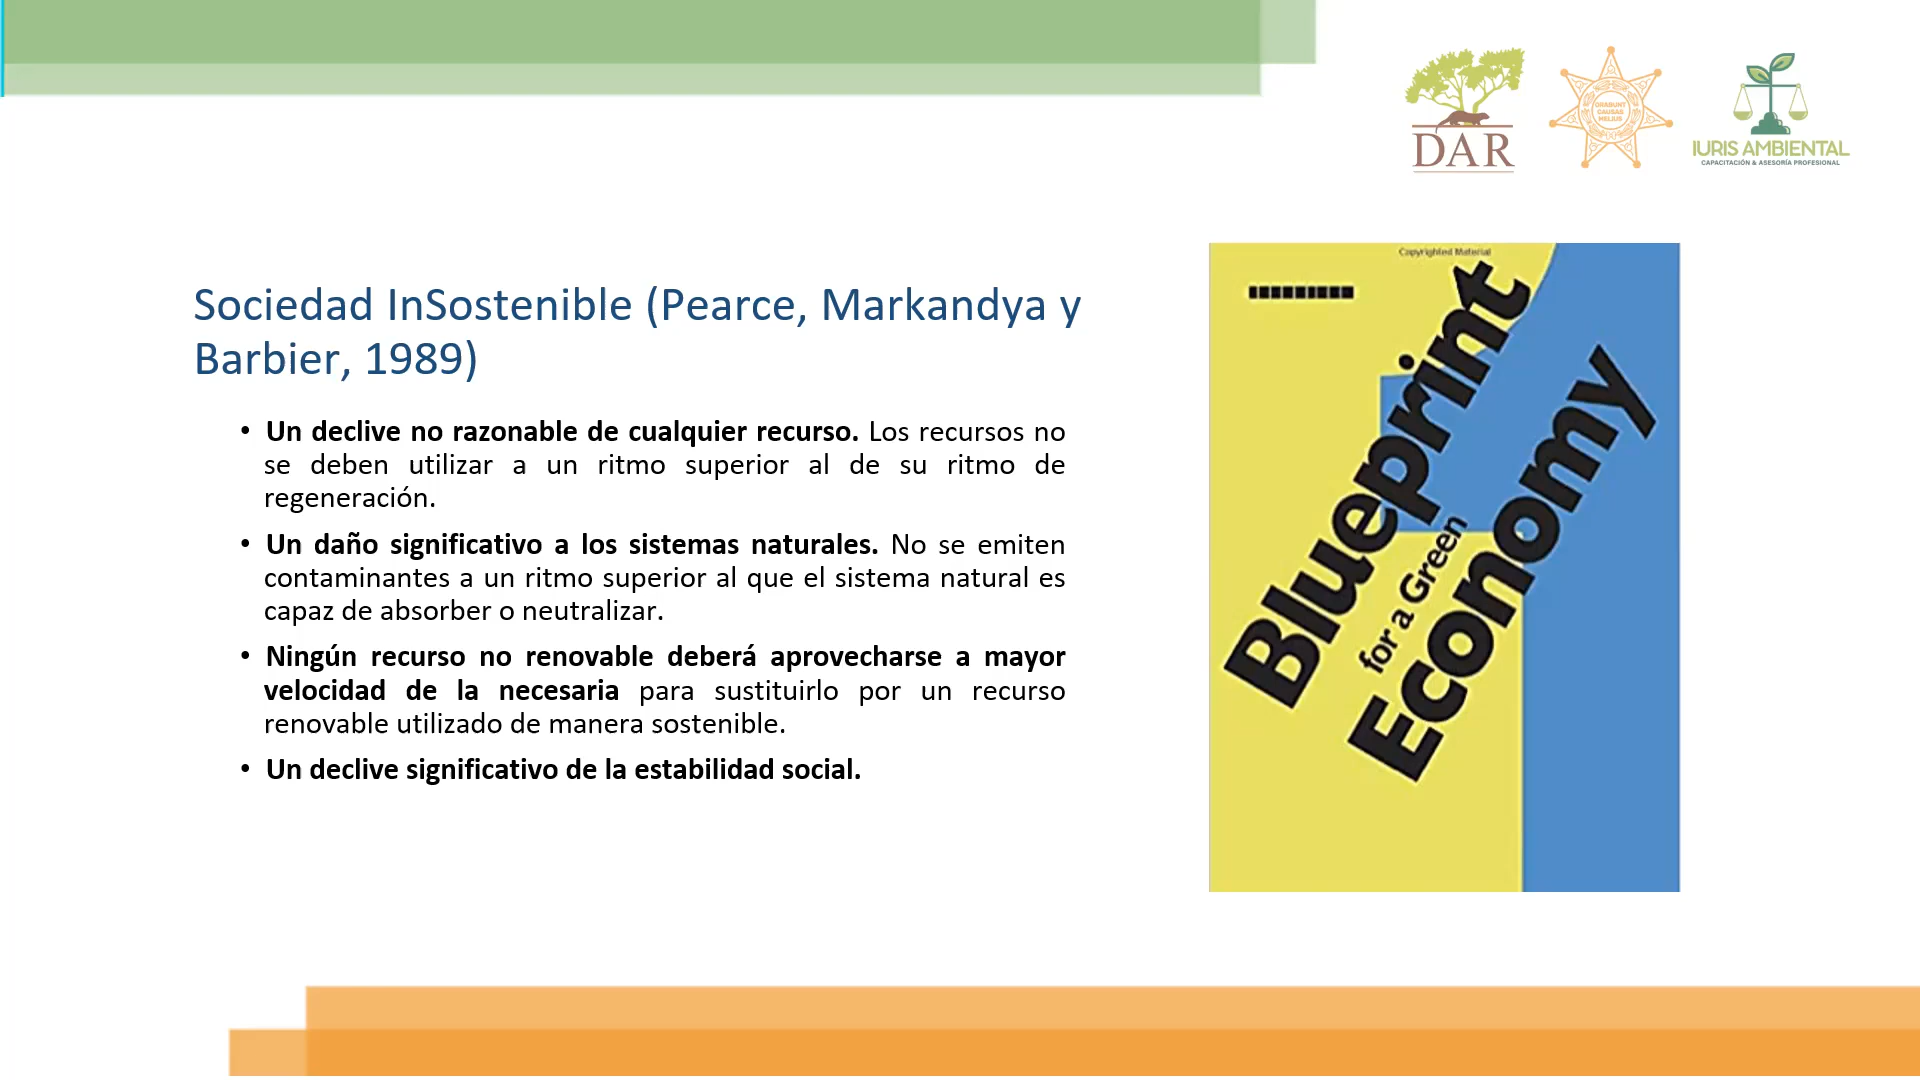 DAR
ORABUNT
CAUSAS
MELIUS
IURIS AMBIENTAL
CAPACITACIÓN & ASESORÍA PROFESIONAL
Sociedad InSostenible (Pearce, Markandya y
Barbier, 1989)
• Un declive no razonable de cualquier recurso. Los recursos no
se deben utilizar a un ritmo superior al de su ritmo de
regeneración.
• Un daño significativo a los sistemas naturales. No se emiten
contaminantes a un ritmo superior al que el sistema natural es
capaz de absorber o neutralizar.
• Ningún recurso no renovable deberá aprovecharse a mayor
velocidad de la necesaria para sustituirlo por un recurso
renovable utilizado de manera sostenible.
• Un declive significativo de la estabilidad social.
Copyrighted Material
Blueprint
for a Green
Economy